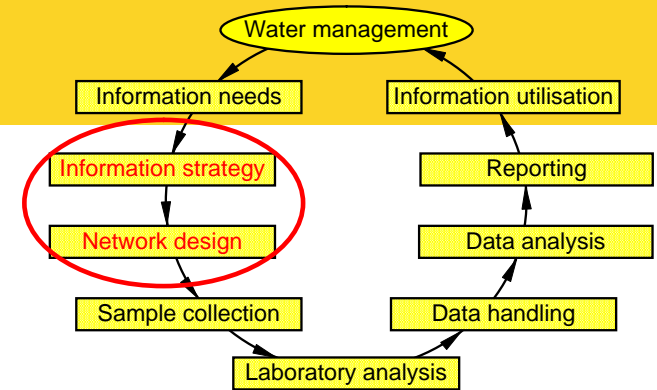 Water management
Information needs
Information utilisation
Information strategy
Reporting
Network design
Data analysis
Sample collection
Data handling
Laboratory analysis